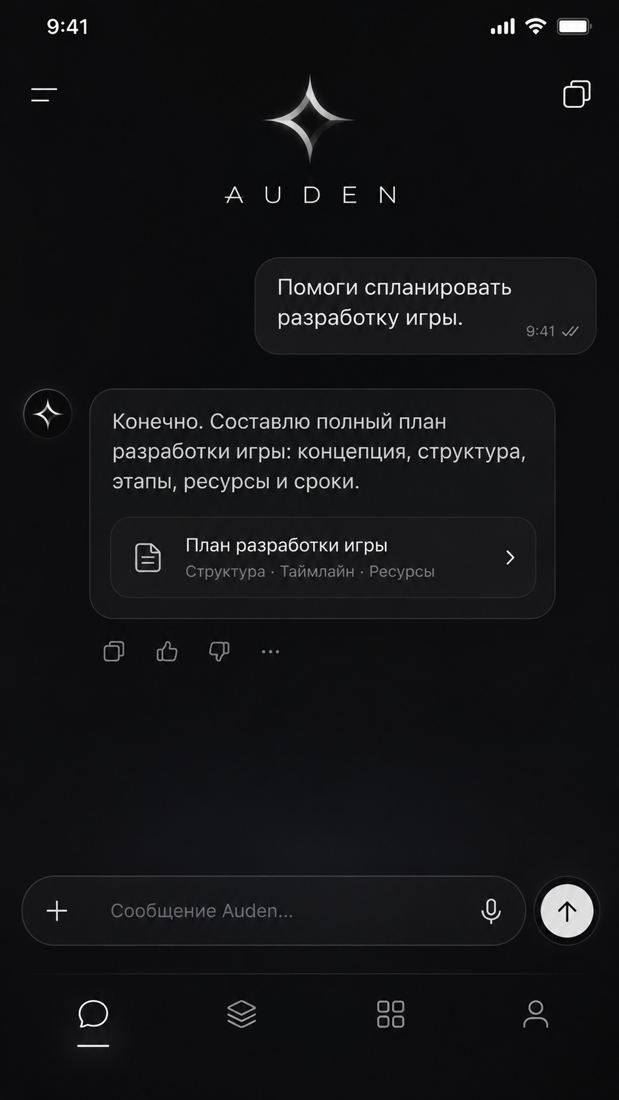 9:41
AUDEN
Помоги спланировать
разработку игры.
9:41
Конечно. Составлю полный план
разработки игры: концепция, структура,
этапы, ресурсы и сроки.
План разработки игры
Структура · Таймлайн · Ресурсы
Сообщение Auden...